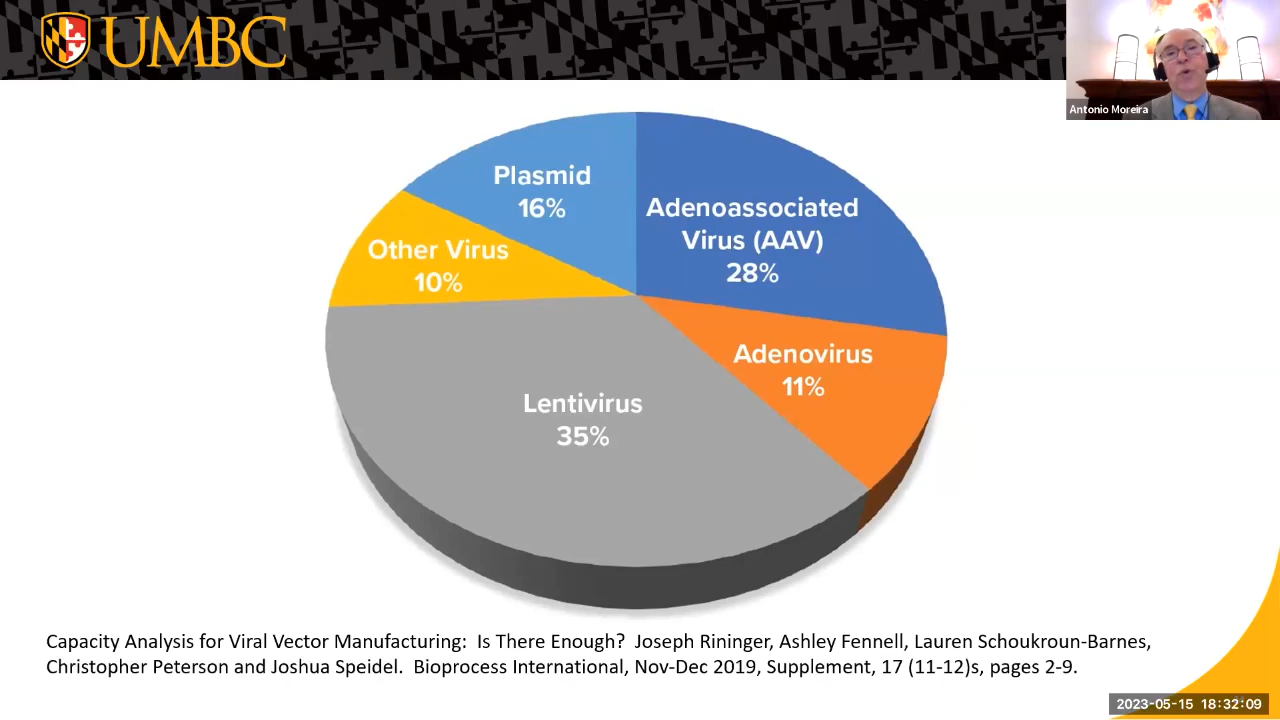 UMBC
Antonio Moreira
Plasmid
16%
Adenoassociated
Virus (AAV)
28%
Other Virus
10%
Adenovirus
11%
Lentivirus
35%
Capacity Analysis for Viral Vector Manufacturing:  Is There Enough?  Joseph Rininger, Ashley Fennell, Lauren Schoukroun-Barnes,
Christopher Peterson and Joshua Speidel.  Bioprocess International, Nov-Dec 2019, Supplement, 17 (11-12)s, pages 2-9.
2023-05-15 18:32:09